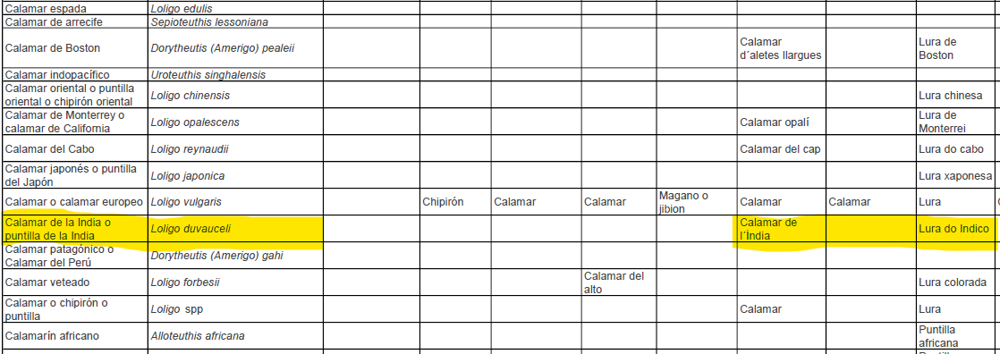 Calamar espada Loligo edulis
Calamar de arrecife Sepioteuthis lessoniana
Calamar de Boston Dorytheutis (Amerigo) pealeii Calamar Lura de
d´aletes llargues Boston
Calamar indopacífico Uroteuthis singhalensis
Calamar oriental o puntilla
oriental o chipirón oriental Loligo chinensis Lura chinesa
Calamar de Monterrey o
calamar de California Loligo opalescens Calamar opalí Lura de
Monterrei
Calamar del Cabo Loligo reynaudii Calamar del cap Lura do cabo
Calamar japonés o puntilla
del Japón Loligo japonica Lura xaponesa
Calamar o calamar europeo Loligo vulgaris Chipirón Calamar Calamar Magano o
jibion Calamar Calamar Lura
Calamar de la India o
puntilla de la India Loligo duvauceli Calamar de
l´Índia Lura do Indico
Calamar patagónico o
Calamar del Perú Dorytheutis (Amerigo) gahi
Calamar veteado Loligo forbesii Calamar del
alto Lura colorada
Calamar o chipirón o
puntilla Loligo spp Calamar Lura
Calamarín africano Alloteuthis africana Puntilla
africana